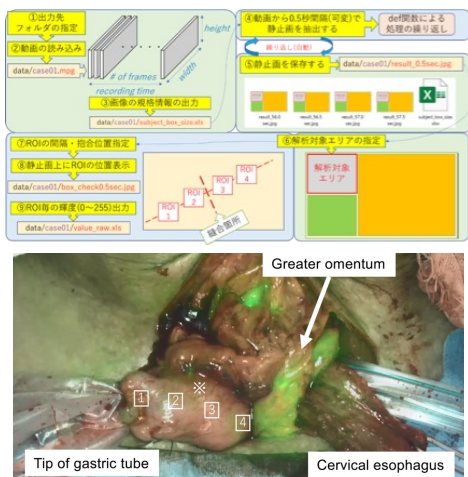 ①出力先
フォルダの指定
②動画の読み込み
data/case01.mpg
height
width
# of frames
recording time
③画像の規格情報の出力
data/case01/subject_box_size.xls
④動画から0.5秒間隔(可変)で
静止画を抽出する
def関数による
処理の繰り返し
繰り返し(自動)
⑤静止画を保存する
data/case01/result_0.5sec.jpg
⑦ROIの間隔・抱合位置指定
⑧静止画上にROIの位置表示
data/case01/box_check0.5sec.jpg
⑨ROI毎の輝度(0～255)出力
data/case01/value_raw.xls
ROI
1
ROI
2
ROI
3
ROI
4
縫合箇所
⑥解析対象エリアの指定
解析対象
エリア
Greater omentum
※
1
2
3
4
Tip of gastric tube
Cervical esophagus